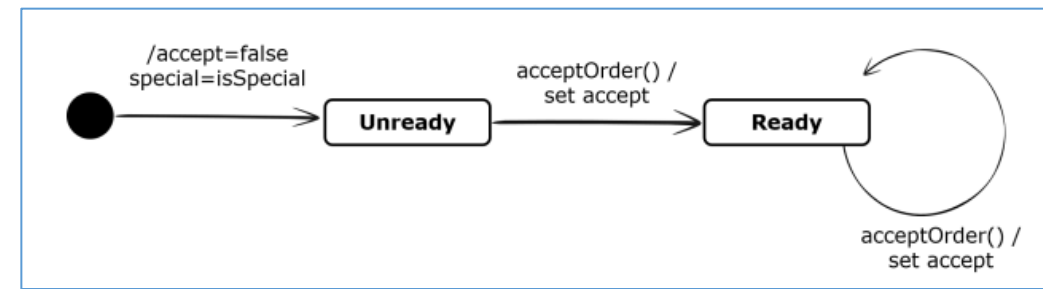 /accept=false
special=isSpecial
Unready
acceptOrder() /
set accept
Ready
acceptOrder() /
set accept